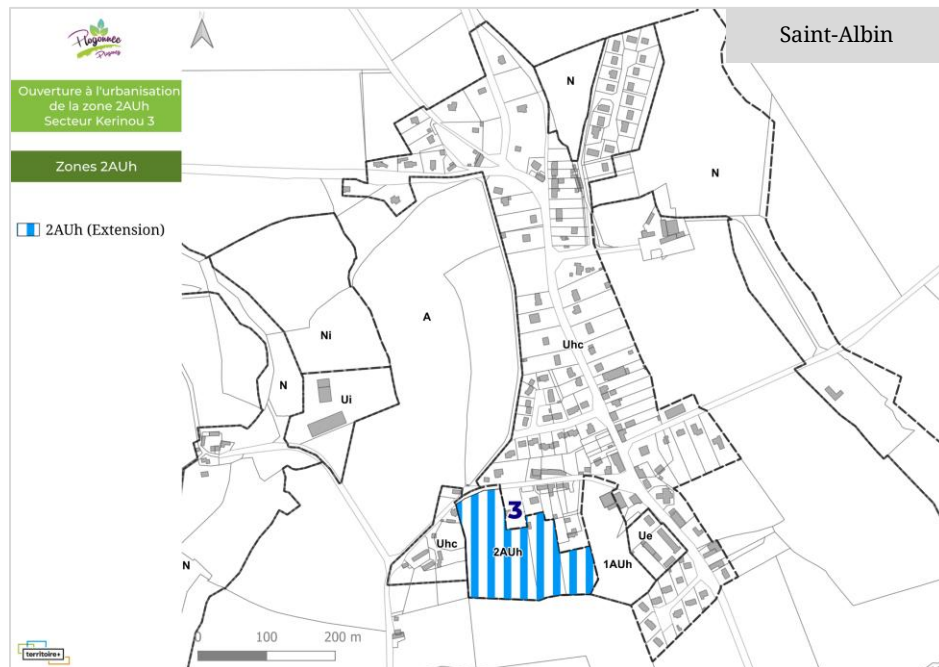 Plogonnec
Saint-Albin
Ouverture à l'urbanisation
de la zone 2AUh
Secteur Kerinou 3
Zones 2AUh
2AUh (Extension)
N
N
A
Ni
Uhc
N
Ui
3
Ue
Uhc
2AUh
1AUh
N
0 100 200 m
territoire+